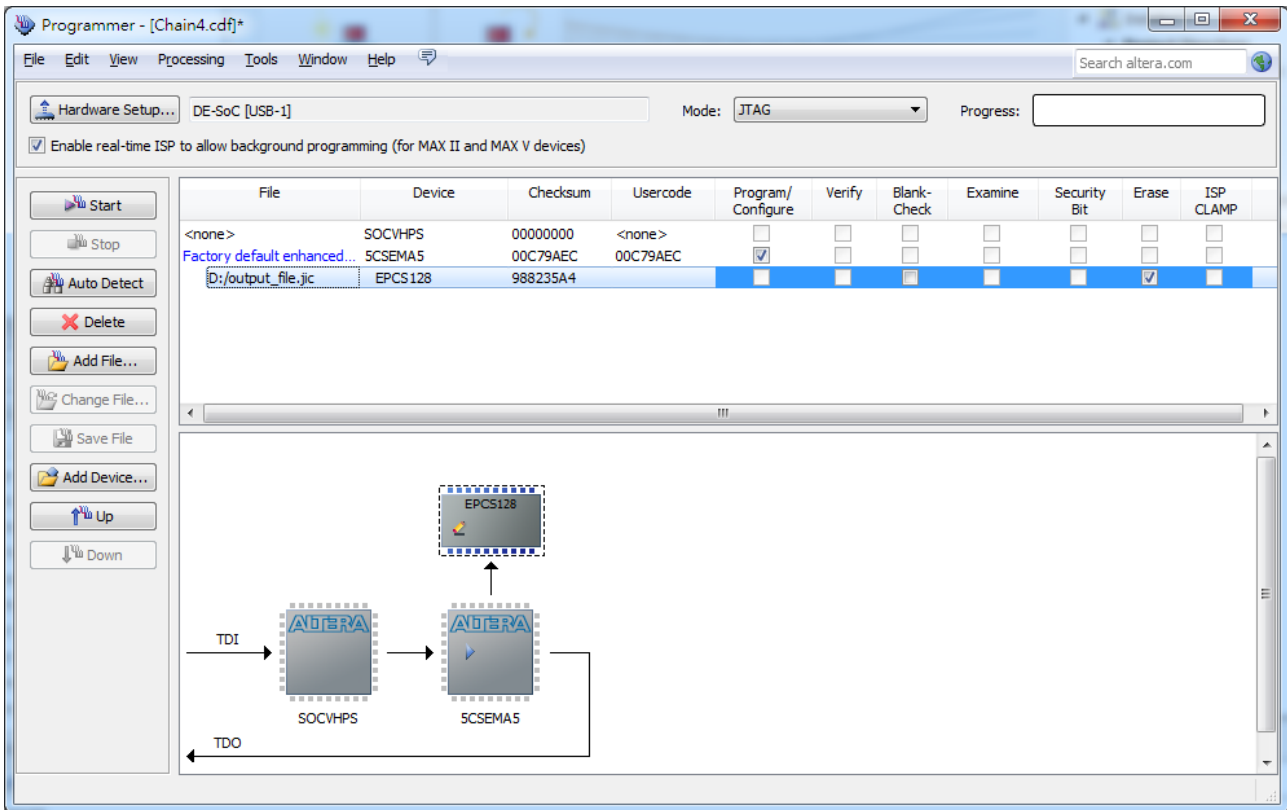 Programmer - [Chain4.cdf]*
File Edit View Processing Tools Window Help
Search altera.com
Hardware Setup... DE-SoC [USB-1] Mode: JTAG Progress:
Enable real-time ISP to allow background programming (for MAX II and MAX V devices)
Start
Stop
Auto Detect
Delete
Add File...
Change File...
Save File
Add Device...
Up
Down
File Device Checksum Usercode Program/ Verify Blank- Examine Security Erase ISP
Configure Check Bit CLAMP
<none> SOCVHPS 00000000 <none>
Factory default enhanced... 5CSEMA5 00C79AEC 00C79AEC
D:/output_file.jic EPCS128 988235A4
EPCS128
ALTERA ALTERA
TDI
SOCVHPS 5CSEMA5
TDO